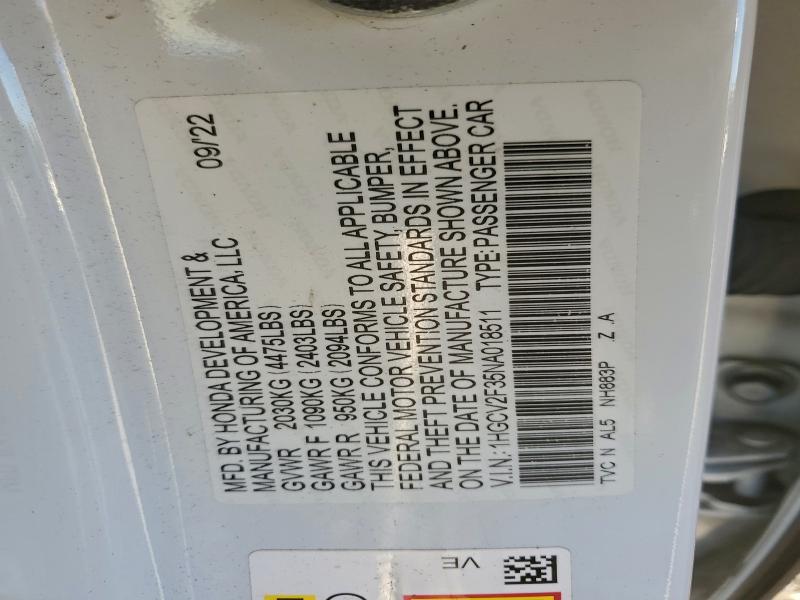 MFD. BY HONDA DEVELOPMENT & 09/'22
MANUFACTURING OF AMERICA, LLC
GVWR 2030KG (4475LBS)
GAWR F 1090KG (2403LBS)
GAWR R 950KG (2094LBS)
THIS VEHICLE CONFORMS TO ALL APPLICABLE
FEDERAL MOTOR VEHICLE SAFETY, BUMPER,
AND THEFT PREVENTION STANDARDS IN EFFECT
ON THE DATE OF MANUFACTURE SHOWN ABOVE.
V.I.N.: 1HGCV2F35NA018511 TYPE: PASSENGER CAR
TVC N AL5 NH883P Z .A
VE